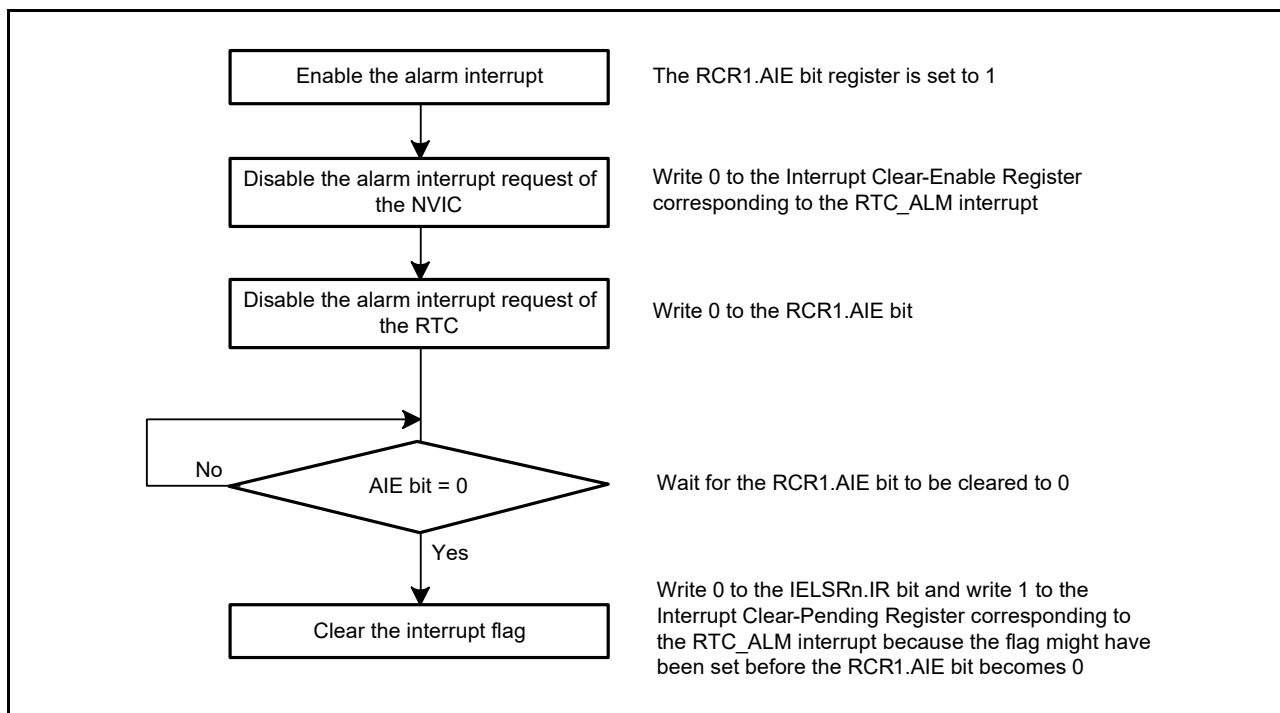 Enable the alarm interrupt
The RCR1.AIE bit register is set to 1
Disable the alarm interrupt request of
the NVIC
Write 0 to the Interrupt Clear-Enable Register
corresponding to the RTC_ALM interrupt
Disable the alarm interrupt request of
the RTC
Write 0 to the RCR1.AIE bit
No
AIE bit = 0
Wait for the RCR1.AIE bit to be cleared to 0
Yes
Clear the interrupt flag
Write 0 to the IELSRn.IR bit and write 1 to the
Interrupt Clear-Pending Register corresponding to
the RTC_ALM interrupt because the flag might have
been set before the RCR1.AIE bit becomes 0